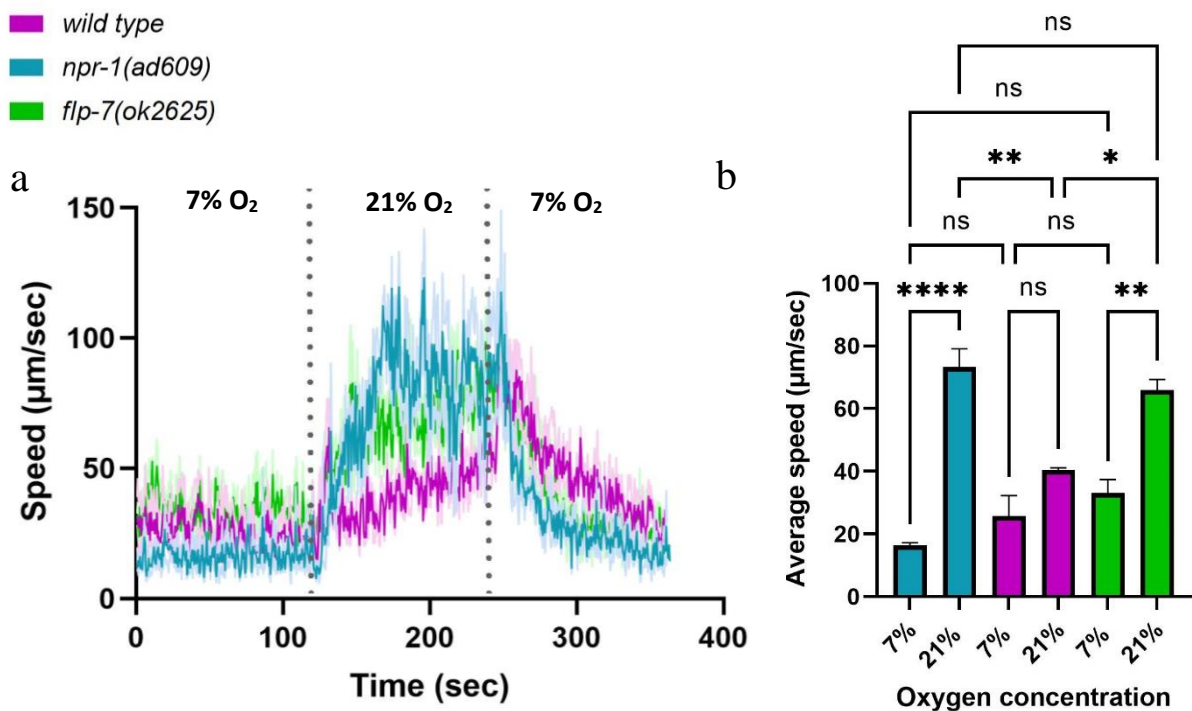 wild type
npr-1(ad609)
flp-7(ok2625)
a
7% O₂ 21% O₂ 7% O₂
150
100
50
0
Speed (µm/sec)
0 100 200 300 400
Time (sec)
b
ns
ns
** *
ns ns
**** ns **
100
80
60
40
20
0
Average speed (µm/sec)
7% 21% 7% 21% 7% 21%
Oxygen concentration